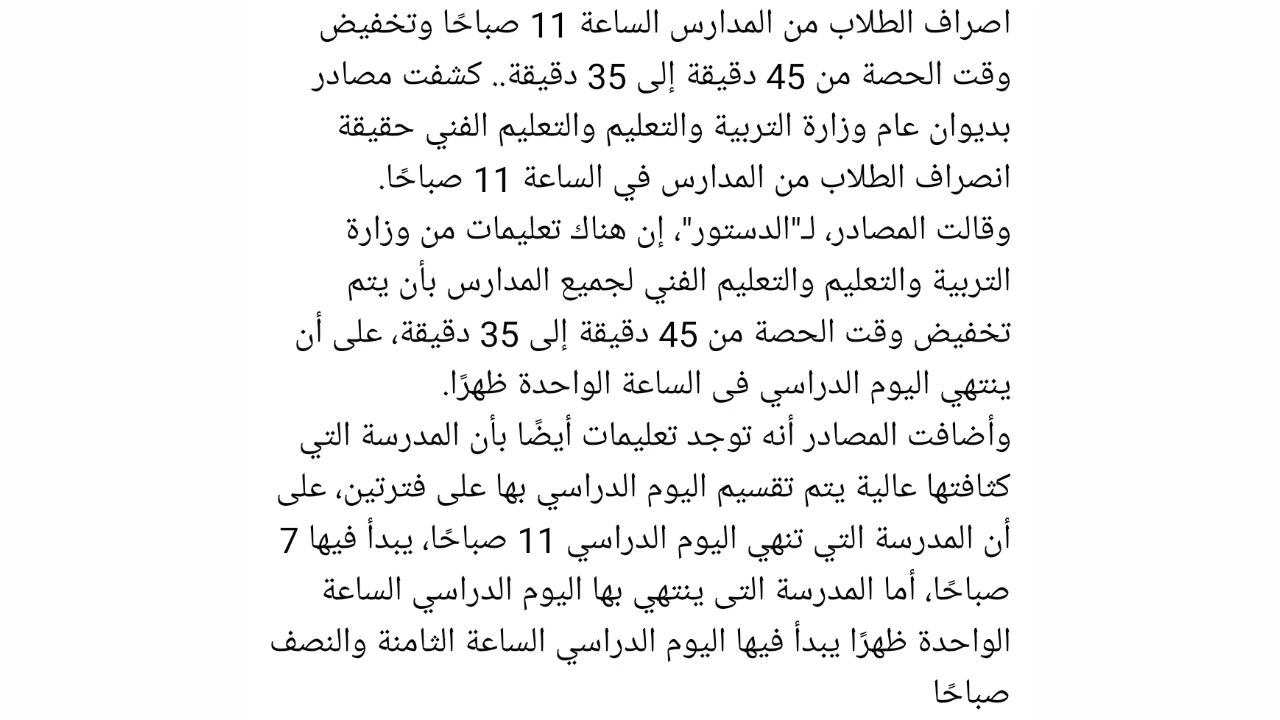 اصراف الطلاب من المدارس الساعة 11 صباحًا وتخفيض
وقت الحصة من 45 دقيقة إلى 35 دقيقة.. كشفت مصادر
بديوان عام وزارة التربية والتعليم والتعليم الفني حقيقة
انصراف الطلاب من المدارس في الساعة 11 صباحًا.
وقالت المصادر، لـ"الدستور"، إن هناك تعليمات من وزارة
التربية والتعليم والتعليم الفني لجميع المدارس بأن يتم
تخفيض وقت الحصة من 45 دقيقة إلى 35 دقيقة، على أن
ينتهي اليوم الدراسي فى الساعة الواحدة ظهرًا.
وأضافت المصادر أنه توجد تعليمات أيضًا بأن المدرسة التي
كثافتها عالية يتم تقسيم اليوم الدراسي بها على فترتين، على
أن المدرسة التي تنهي اليوم الدراسي 11 صباحًا، يبدأ فيها 7
صباحًا، أما المدرسة التى ينتهي بها اليوم الدراسي الساعة
الواحدة ظهرًا يبدأ فيها اليوم الدراسي الساعة الثامنة والنصف
صباحًا